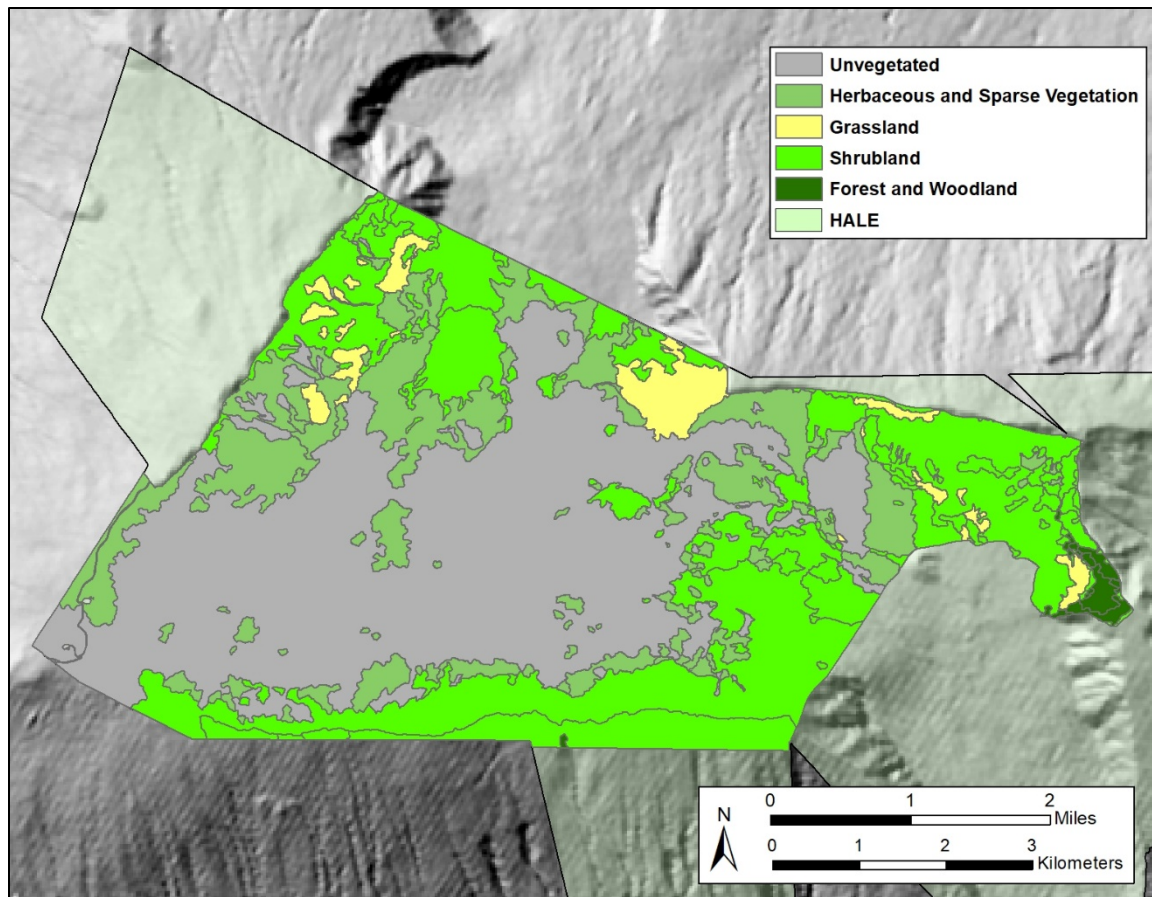 Unvegetated
Herbaceous and Sparse Vegetation
Grassland
Shrubland
Forest and Woodland
HALE
N
0 1 2
Miles
0 1 2 3
Kilometers